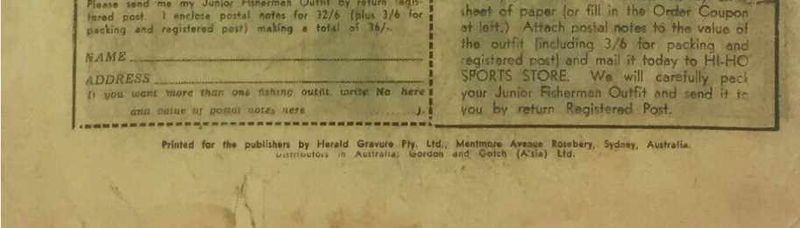 Please send me my Junior Fishermen Outfit by return regis-
tered post. I enclose postal notes for 32/6 (plus 3/6 for
packing and registered post) making a total of 36/-.
NAME
ADDRESS
If you want more than one fishing outfit write No here
and value of postal notes here ).
sheet of paper (or fill in the Order Coupon
at left.) Attach postal notes to the value of
the outfit (including 3/6 for packing and
registered post) and mail it today to HI-HO
SPORTS STORE. We will carefully pack
your Junior Fisherman Outfit and send it to
you by return Registered Post.
Printed for the publishers by Herald Gravure Pty. Ltd., Mentmore Avenue Rosebery, Sydney, Australia.
Distributors in Australia: Gordon and Gotch (A'sia) Ltd.